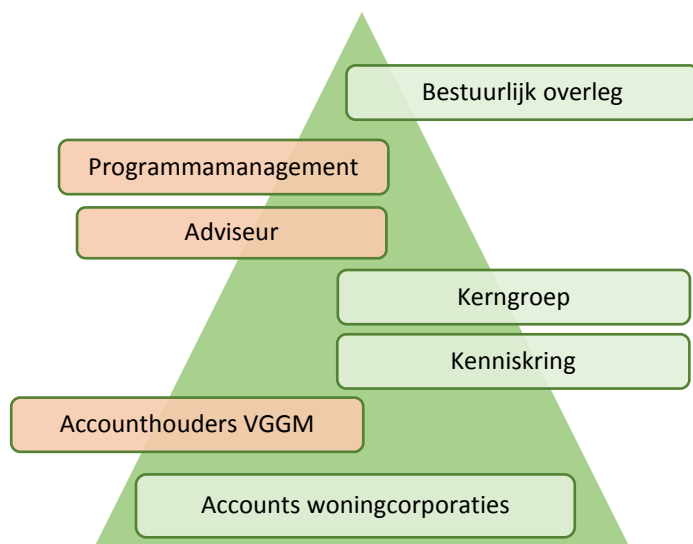 Bestuurlijk overleg
Programmamanagement
Adviseur
Kerngroep
Kenniskring
Accounthouders VGGM
Accounts woningcorporaties